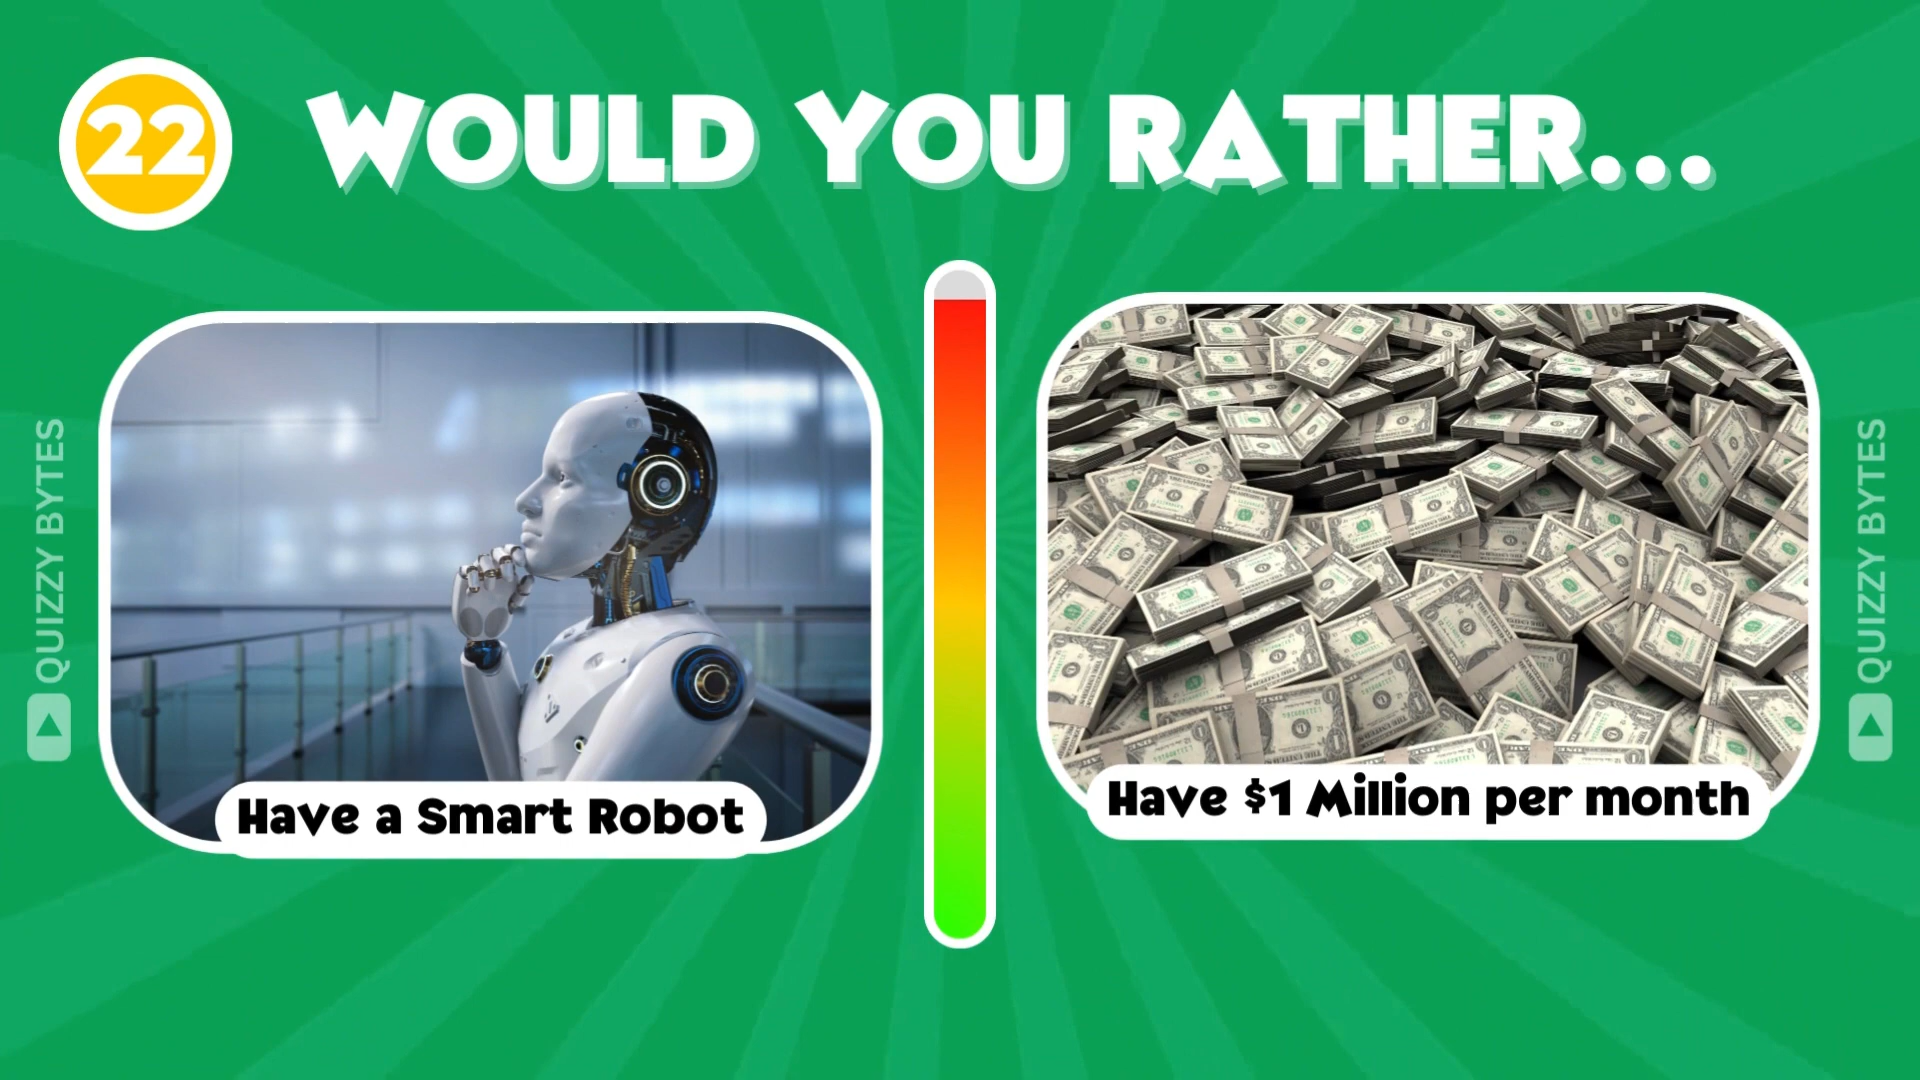 22
WOULD YOU RATHER...
QUIZZY BYTES
Have a Smart Robot
Have $1 Million per month
QUIZZY BYTES